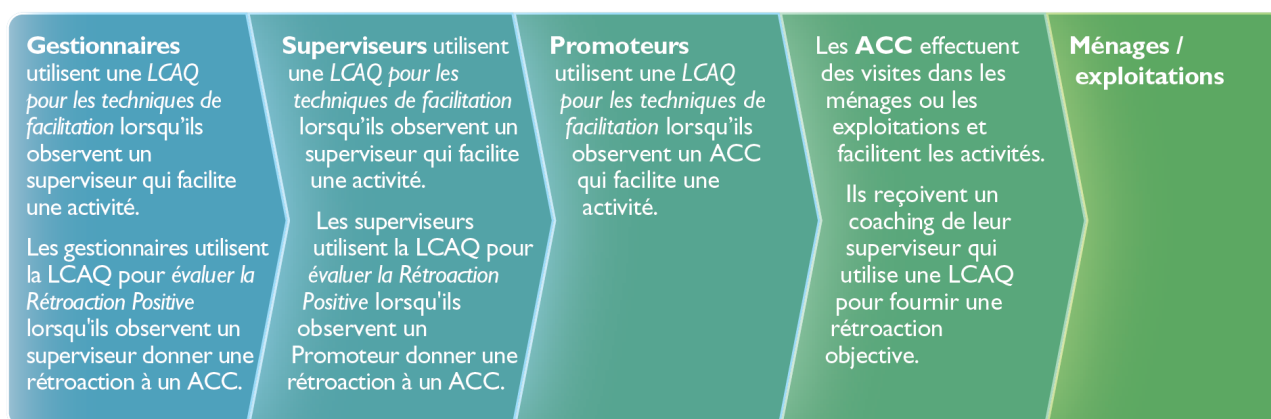 Gestionnaires
utilisent une LCAQ
pour les techniques de
facilitation lorsqu’ils
observent un
superviseur qui facilite
une activité.
Les gestionnaires utilisent
la LCAQ pour évaluer la
Rétroaction Positive
lorsqu'ils observent un
superviseur donner une
rétroaction à un ACC.
Superviseurs utilisent
une LCAQ pour les
techniques de facilitation
lorsqu’ils observent un
superviseur qui facilite
une activité.
Les superviseurs
utilisent la LCAQ pour
évaluer la Rétroaction
Positive lorsqu'ils
observent un
Promoteur donner une
rétroaction à un ACC.
Promoteurs
utilisent une LCAQ
pour les techniques de
facilitation lorsqu’ils
observent un ACC
qui facilite une
activité.
Les ACC effectuent
des visites dans les
ménages ou les
exploitations et
facilitent les activités.
Ils reçoivent un
coaching de leur
superviseur qui
utilise une LCAQ
pour fournir une
rétroaction
objective.
Ménages /
exploitations